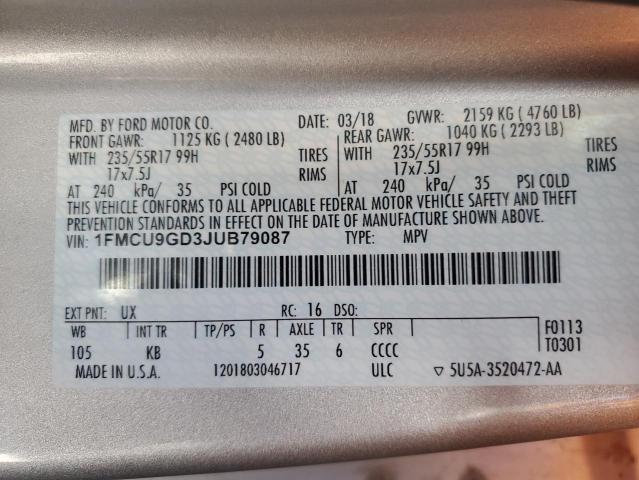 MFD. BY FORD MOTOR CO. DATE: 03/18 GVWR: 2159 KG ( 4760 LB)
FRONT GAWR: 1125 KG ( 2480 LB) REAR GAWR: 1040 KG ( 2293 LB)
WITH 235/55R17 99H TIRES WITH 235/55R17 99H TIRES
17x7.5J RIMS 17x7.5J RIMS
AT 240 kPa/ 35 PSI COLD AT 240 kPa/ 35 PSI COLD
THIS VEHICLE CONFORMS TO ALL APPLICABLE FEDERAL MOTOR VEHICLE SAFETY AND THEFT
PREVENTION STANDARDS IN EFFECT ON THE DATE OF MANUFACTURE SHOWN ABOVE.
VIN: 1FMCU9GD3JUB79087 TYPE: MPV
EXT PNT: UX RC: 16 DSO:
WB INT TR TP/PS R AXLE TR SPR F0113
105 KB 5 35 6 CCCC T0301
MADE IN U.S.A. 1201803046717 ULC ▽ 5U5A-3520472-AA